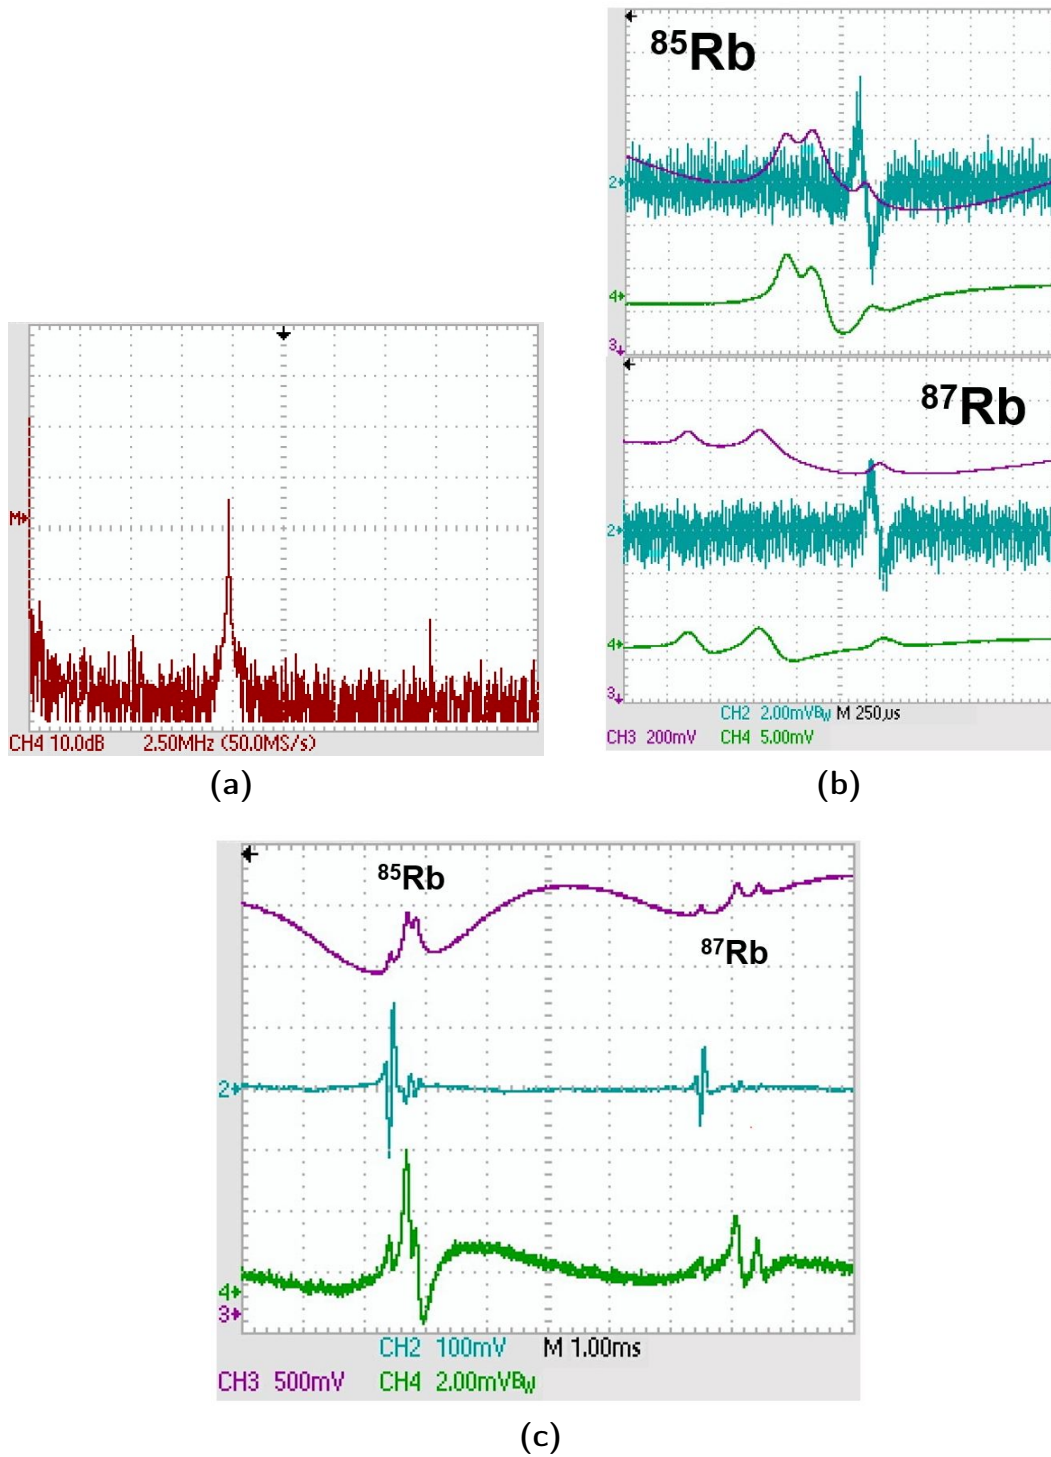 ⁸⁵Rb
2
4
3
M
⁸⁷Rb
2
4
3
CH4 10.0dB 2.50MHz (50.0MS/s)
CH2 2.00mVBw M 250µs
CH3 200mV CH4 5.00mV
(a)
(b)
⁸⁵Rb
⁸⁷Rb
2
4
3
CH2 100mV M 1.00ms
CH3 500mV CH4 2.00mVBw
(c)